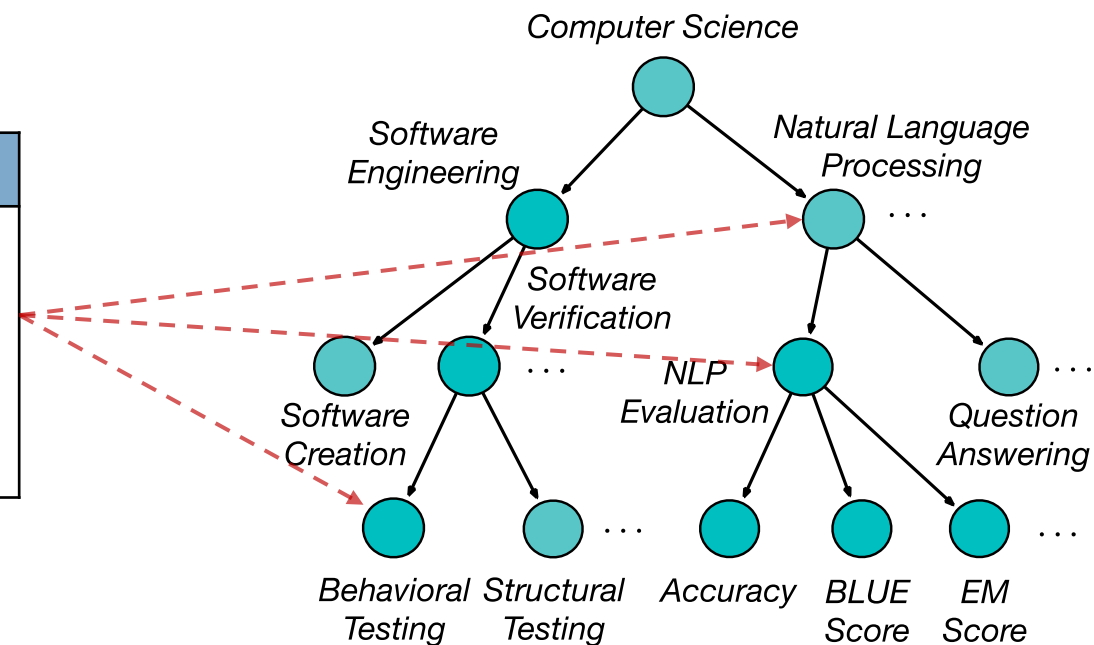 Computer Science
Software
Engineering
Natural Language
Processing
...
Software
Verification
...
NLP
Evaluation
...
Software
Creation
Question
Answering
...
...
Behavioral
Testing
Structural
Testing
Accuracy
BLUE
Score
EM
Score